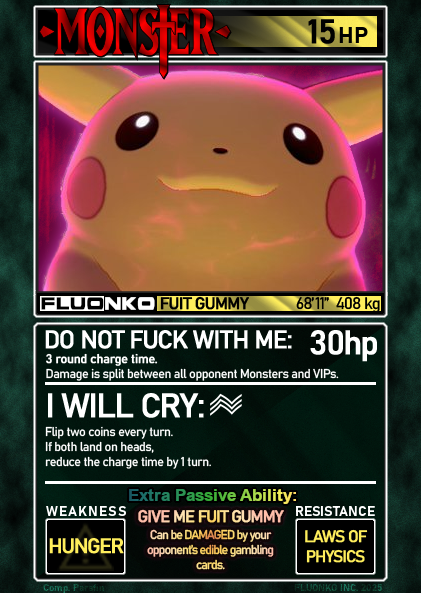 MONSTER
15HP
FLUONKO FUIT GUMMY 68'11" 408 kg
DO NOT FUCK WITH ME: 30hp
3 round charge time.
Damage is split between all opponent Monsters and VIPs.
I WILL CRY:
Flip two coins every turn.
If both land on heads,
reduce the charge time by 1 turn.
Extra Passive Ability:
WEAKNESS
HUNGER
GIVE ME FUIT GUMMY
Can be DAMAGED by your
opponent's edible gambling
cards.
RESISTANCE
LAWS OF
PHYSICS
FLUONKO INC. 2025